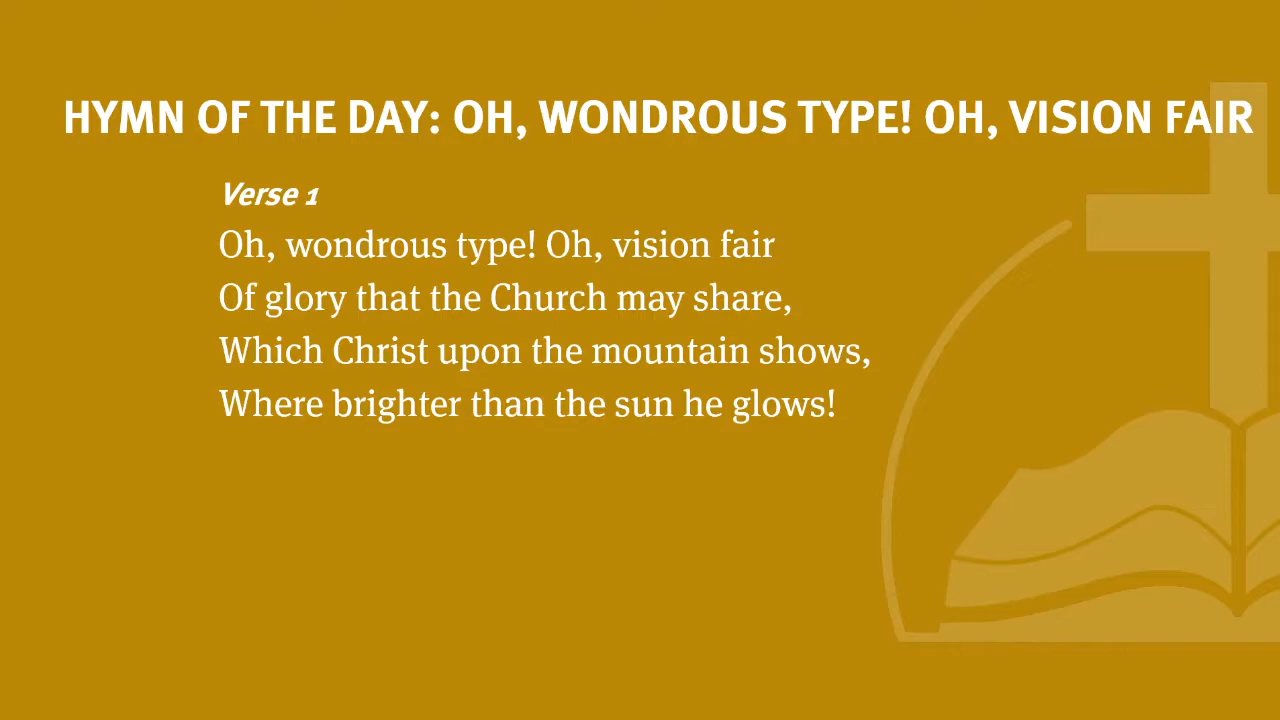 HYMN OF THE DAY: OH, WONDROUS TYPE! OH, VISION FAIR
Verse 1
Oh, wondrous type! Oh, vision fair
Of glory that the Church may share,
Which Christ upon the mountain shows,
Where brighter than the sun he glows!